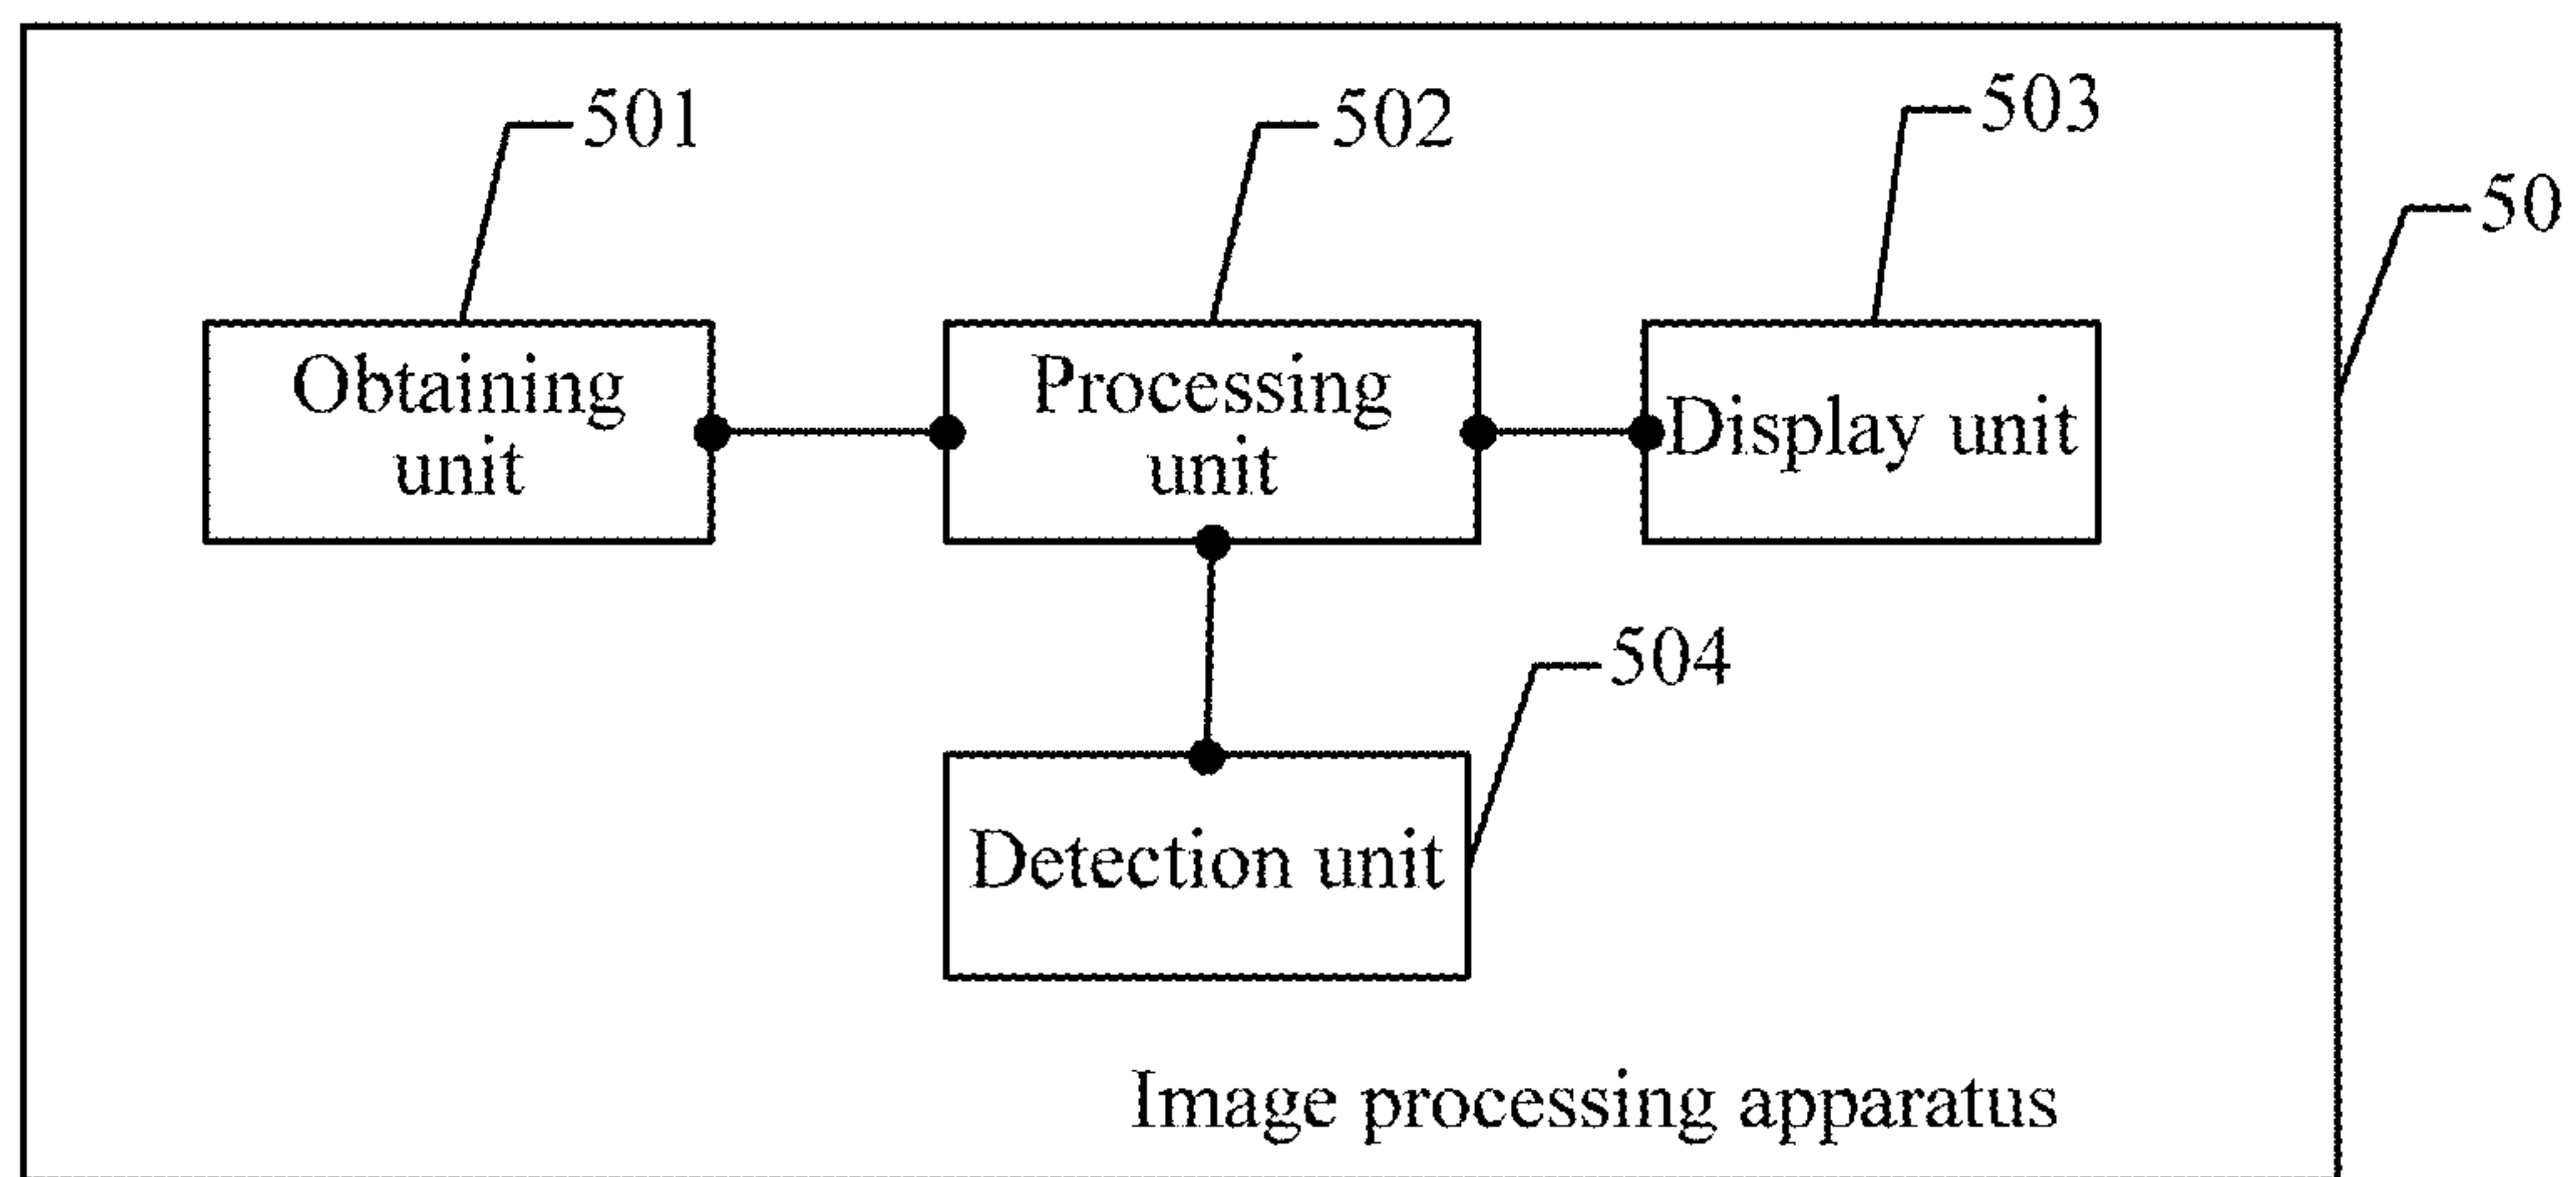 501
502
503
50
Obtaining
unit
Processing
unit
Display unit
504
Detection unit
Image processing apparatus